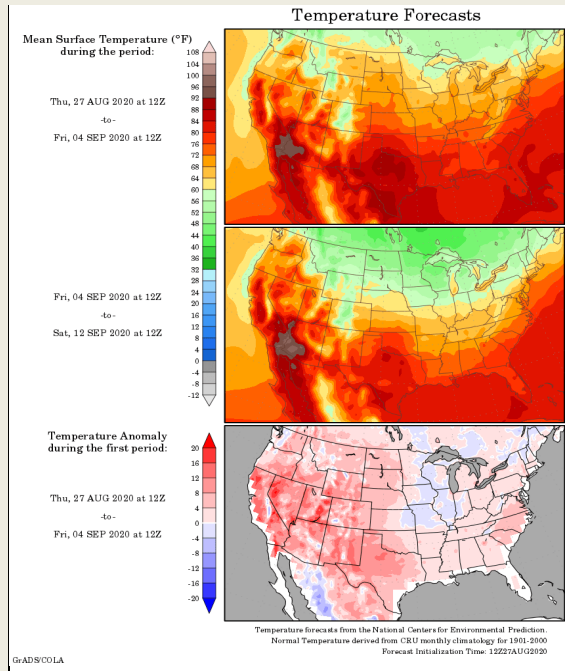 Temperature Forecasts
Mean Surface Temperature (°F)
during the period:
Thu, 27 AUG 2020 at 12Z
-to-
Fri, 04 SEP 2020 at 12Z
108
104
100
96
92
88
84
80
76
72
68
64
60
56
52
48
44
40
36
32
28
24
20
16
12
8
4
0
-4
-8
-12
Fri, 04 SEP 2020 at 12Z
-to-
Sat, 12 SEP 2020 at 12Z
Temperature Anomaly
during the first period:
Thu, 27 AUG 2020 at 12Z
-to-
Fri, 04 SEP 2020 at 12Z
20
16
12
8
4
0
-4
-8
-12
-16
-20
Temperature forecasts from the National Centers for Environmental Prediction.
Normal Temperature derived from CRU monthly climatology for 1901-2000
Forecast Initialization Time: 12Z27AUG2020
GrADS/COLA